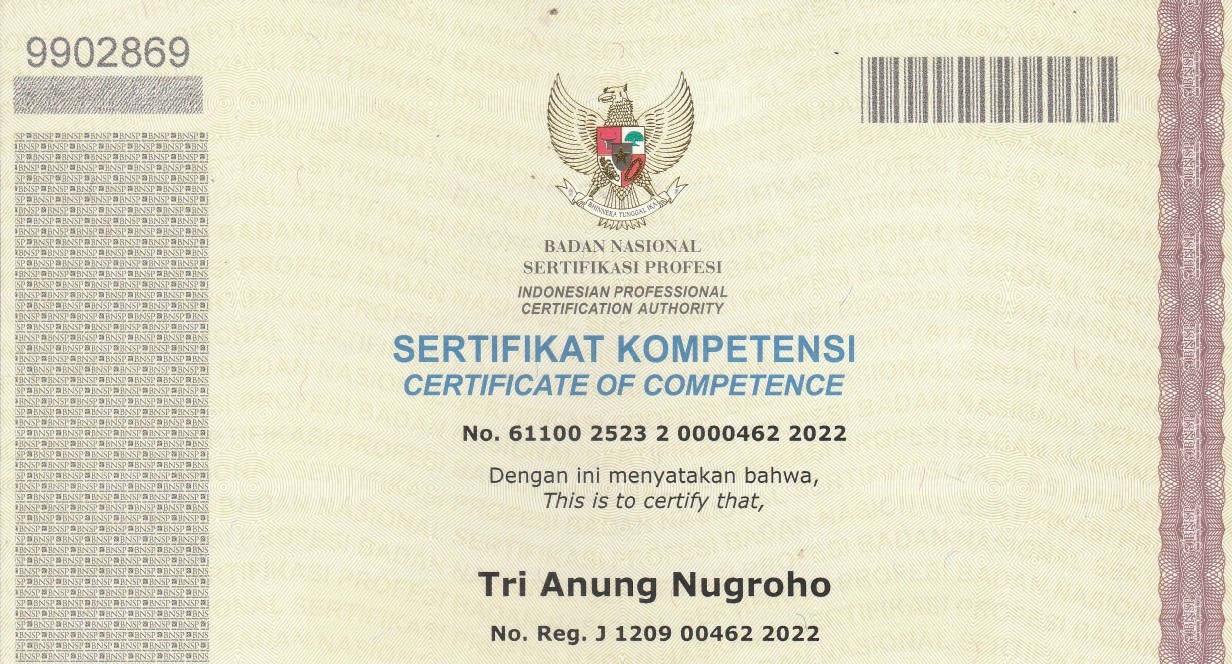 9902869
BHINNEKA TUNGGAL IKA
BADAN NASIONAL
SERTIFIKASI PROFESI
INDONESIAN PROFESSIONAL
CERTIFICATION AUTHORITY
SERTIFIKAT KOMPETENSI
CERTIFICATE OF COMPETENCE
No. 61100 2523 2 0000462 2022
Dengan ini menyatakan bahwa,
This is to certify that,
Tri Anung Nugroho
No. Reg. J 1209 00462 2022